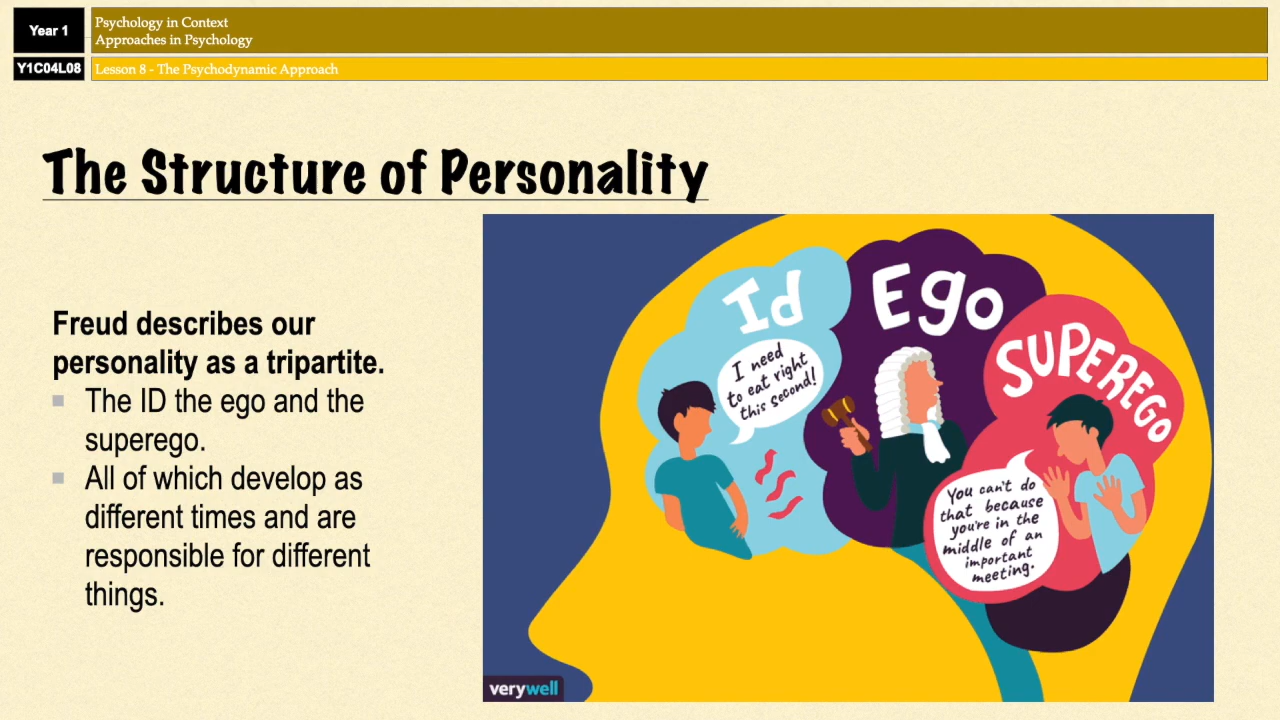 Year 1
Psychology in Context
Approaches in Psychology
Y1C04L08
Lesson 8 - The Psychodynamic Approach
The Structure of Personality
Freud describes our
personality as a tripartite.
The ID the ego and the
superego.
All of which develop as
different times and are
responsible for different
things.
Id
I need
to eat right
this second!
Ego
SUPEREGO
You can't do
that because
you're in the
middle of an
important
meeting.
verywell